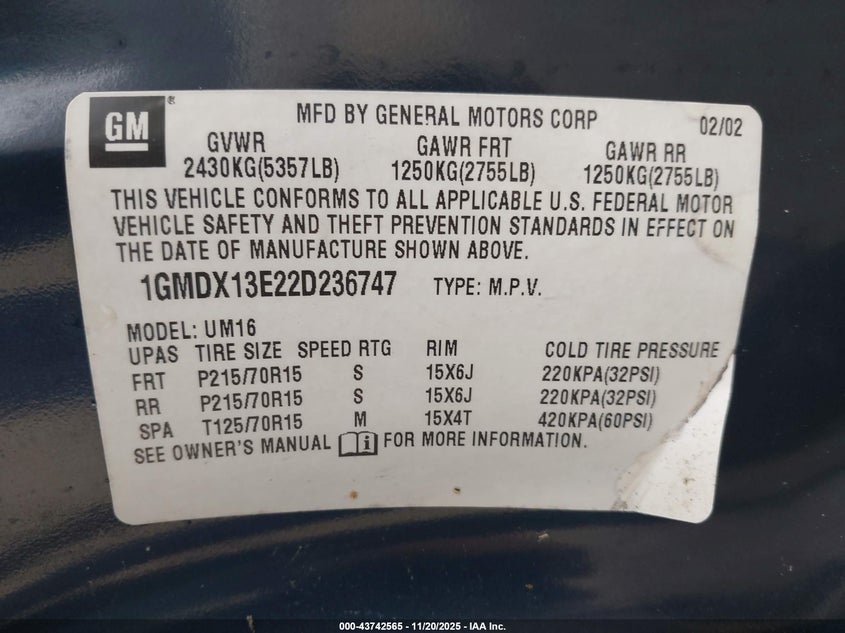 GM® MFD BY GENERAL MOTORS CORP 02/02
GVWR GAWR FRT GAWR RR
2430KG(5357LB) 1250KG(2755LB) 1250KG(2755LB)
THIS VEHICLE CONFORMS TO ALL APPLICABLE U.S. FEDERAL MOTOR
VEHICLE SAFETY AND THEFT PREVENTION STANDARDS IN EFFECT ON
THE DATE OF MANUFACTURE SHOWN ABOVE.
1GMDX13E22D236747 TYPE: M.P.V.
MODEL: UM16
UPAS TIRE SIZE SPEED RTG RIM COLD TIRE PRESSURE
FRT P215/70R15 S 15X6J 220KPA(32PSI)
RR P215/70R15 S 15X6J 220KPA(32PSI)
SPA T125/70R15 M 15X4T 420KPA(60PSI)
SEE OWNER'S MANUAL i FOR MORE INFORMATION.
000-43742565 - 11/20/2025 - IAA Inc.